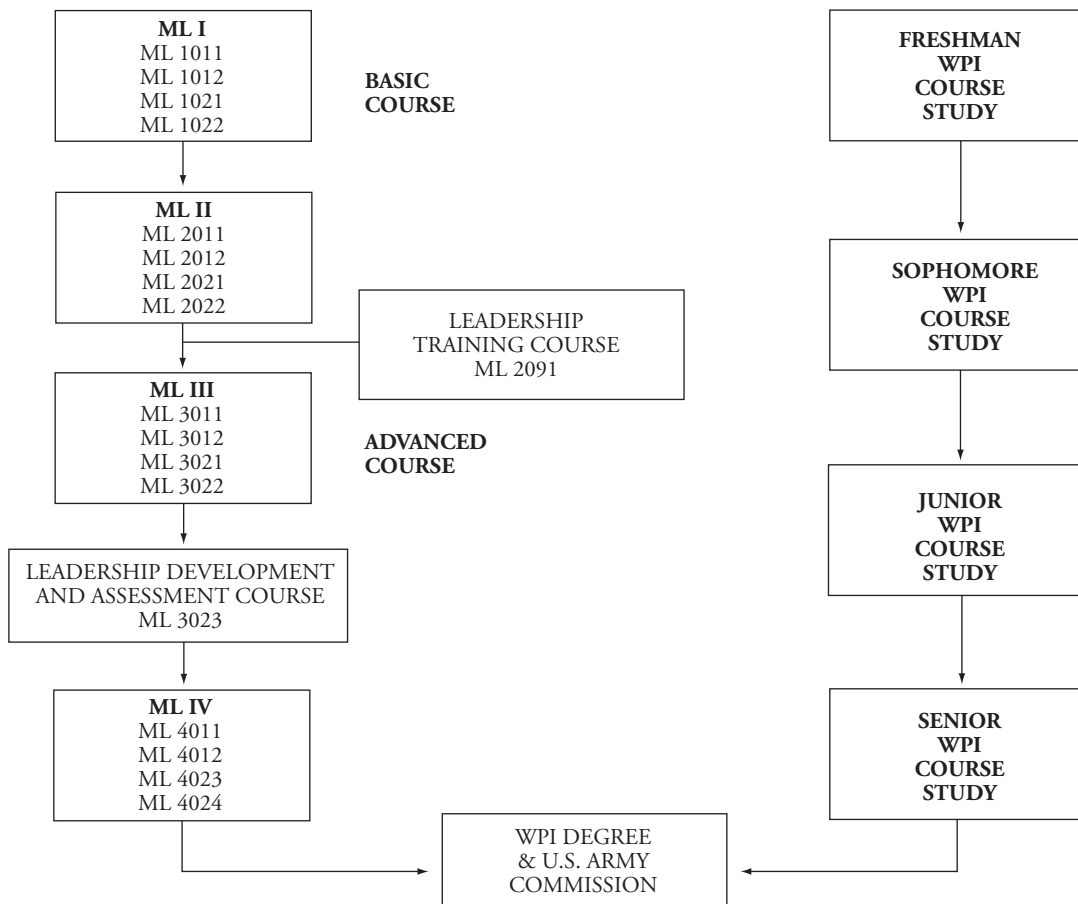 ML I
ML 1011
ML 1012
ML 1021
ML 1022
BASIC
COURSE
ML II
ML 2011
ML 2012
ML 2021
ML 2022
LEADERSHIP
TRAINING COURSE
ML 2091
ML III
ML 3011
ML 3012
ML 3021
ML 3022
ADVANCED
COURSE
LEADERSHIP DEVELOPMENT
AND ASSESSMENT COURSE
ML 3023
ML IV
ML 4011
ML 4012
ML 4023
ML 4024
FRESHMAN
WPI
COURSE
STUDY
SOPHOMORE
WPI
COURSE
STUDY
JUNIOR
WPI
COURSE
STUDY
SENIOR
WPI
COURSE
STUDY
WPI DEGREE
& U.S. ARMY
COMMISSION